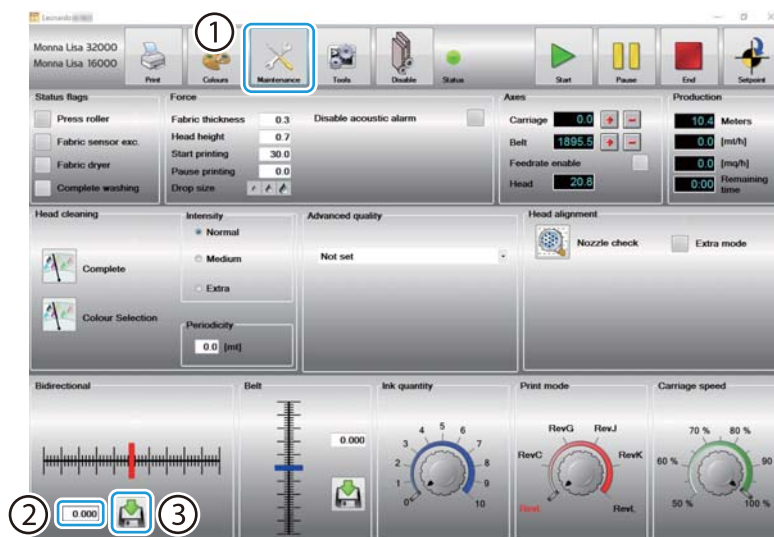 Leonardo
①
Monna Lisa 32000
Monna Lisa 16000
Print
Colours
Maintenance
Tools
Disable
Status
Start
Pause
End
Setpoint
Status flags
Press roller
Fabric sensor exc.
Fabric dryer
Complete washing
Force
Fabric thickness 0.3
Head height 0.7
Start printing 30.0
Pause printing 0.0
Drop size
Disable acoustic alarm
Axes
Carriage 0.0 + -
Belt 1895.5 + -
Feedrate enable
Head 20.8
Production
10.4 Meters
0.0 [mt/h]
0.0 [mq/h]
0:00 Remaining time
Head cleaning
Complete
Colour Selection
Intensity
Normal
Medium
Extra
Periodicity
0.0 [mt]
Advanced quality
Not set
Head alignment
Nozzle check
Extra mode
Bidirectional
② 0.000 ③
Belt
0.000
Ink quantity
0 1 2 3 4 5 6 7 8 9 10
Print mode
RevG RevJ
RevC RevK
RevL
Carriage speed
70 % 80 %
60 % 90
50 % 100 %